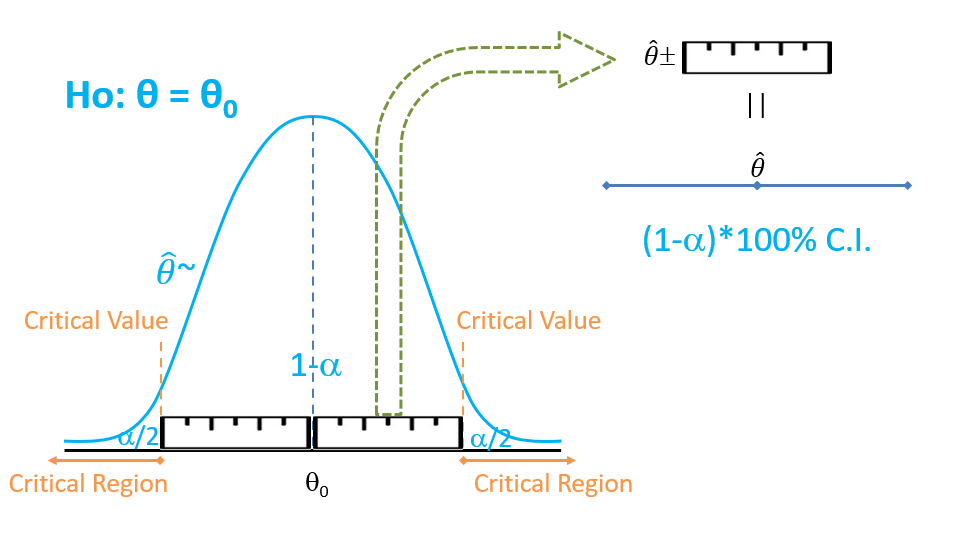 Ho: θ = θ₀
θ̂±
||
θ̂
(1-α)*100% C.I.
θ̂~
Critical Value
Critical Value
1-α
α/2
α/2
Critical Region
θ₀
Critical Region